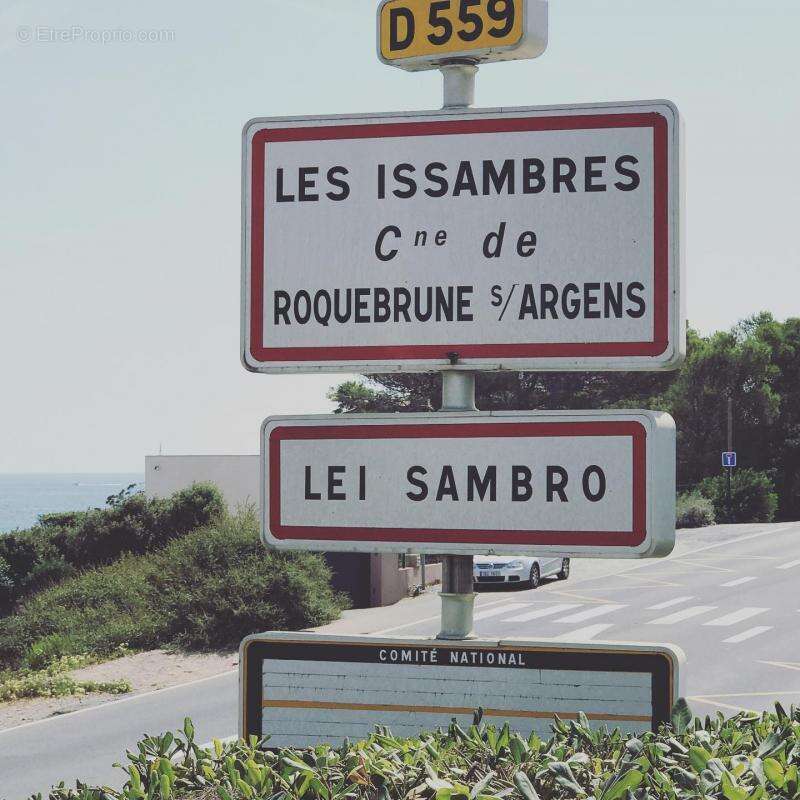 © EtreProprio.com
D 559
LES ISSAMBRES
Cne de
ROQUEBRUNE s/ARGENS
LEI SAMBRO
COMITÉ NATIONAL